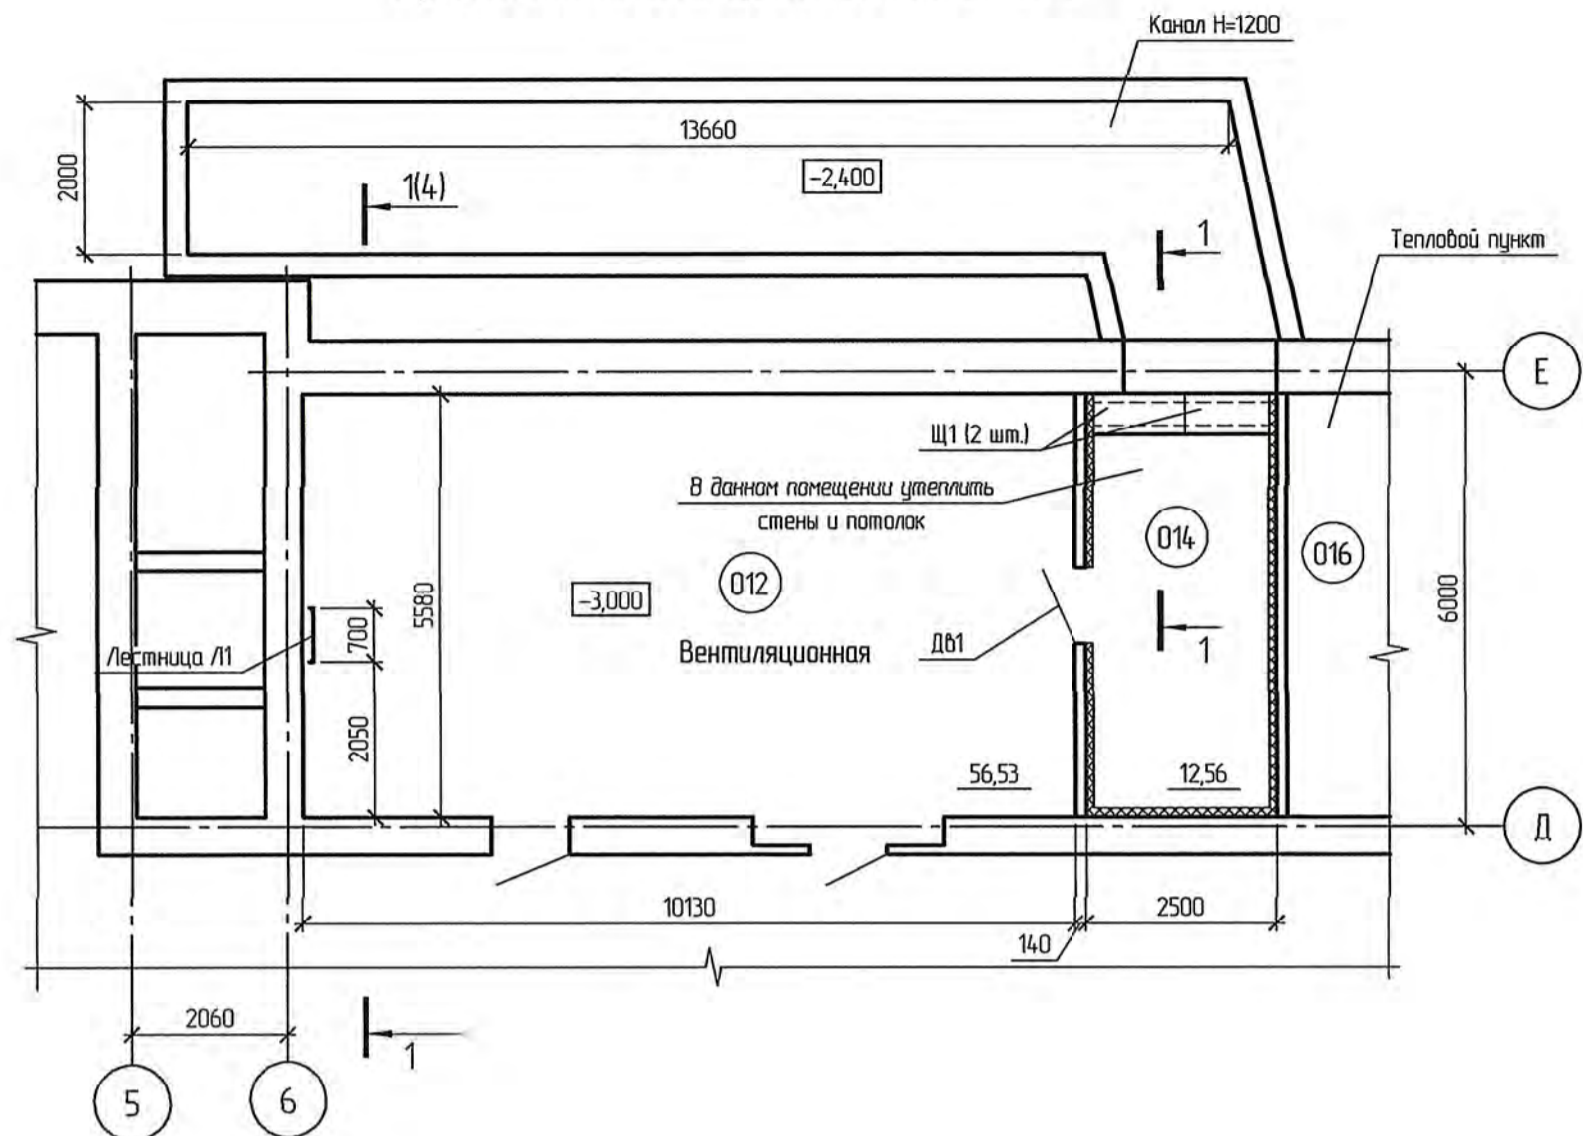 Канал Н=1200
13660
2000
-2,400
1(4)
1
Тепловой пункт
Е
Щ1 (2 шт.)
В данном помещении утеплить
стены и потолок
014
016
012
-3,000
5580
6000
700
Лестница Л1
Вентиляционная
Дв1
1
2050
56,53
12,56
Д
10130
2500
140
2060
1
5
6